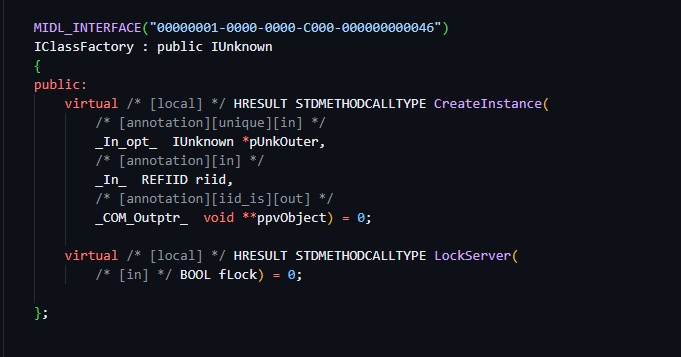 MIDL_INTERFACE("00000001-0000-0000-C000-000000000046")
IClassFactory : public IUnknown
{
public:
    virtual /* [local] */ HRESULT STDMETHODCALLTYPE CreateInstance(
        /* [annotation][unique][in] */
        _In_opt_  IUnknown *pUnkOuter,
        /* [annotation][in] */
        _In_  REFIID riid,
        /* [annotation][iid_is][out] */
        _COM_Outptr_  void **ppvObject) = 0;

    virtual /* [local] */ HRESULT STDMETHODCALLTYPE LockServer(
        /* [in] */ BOOL fLock) = 0;

};